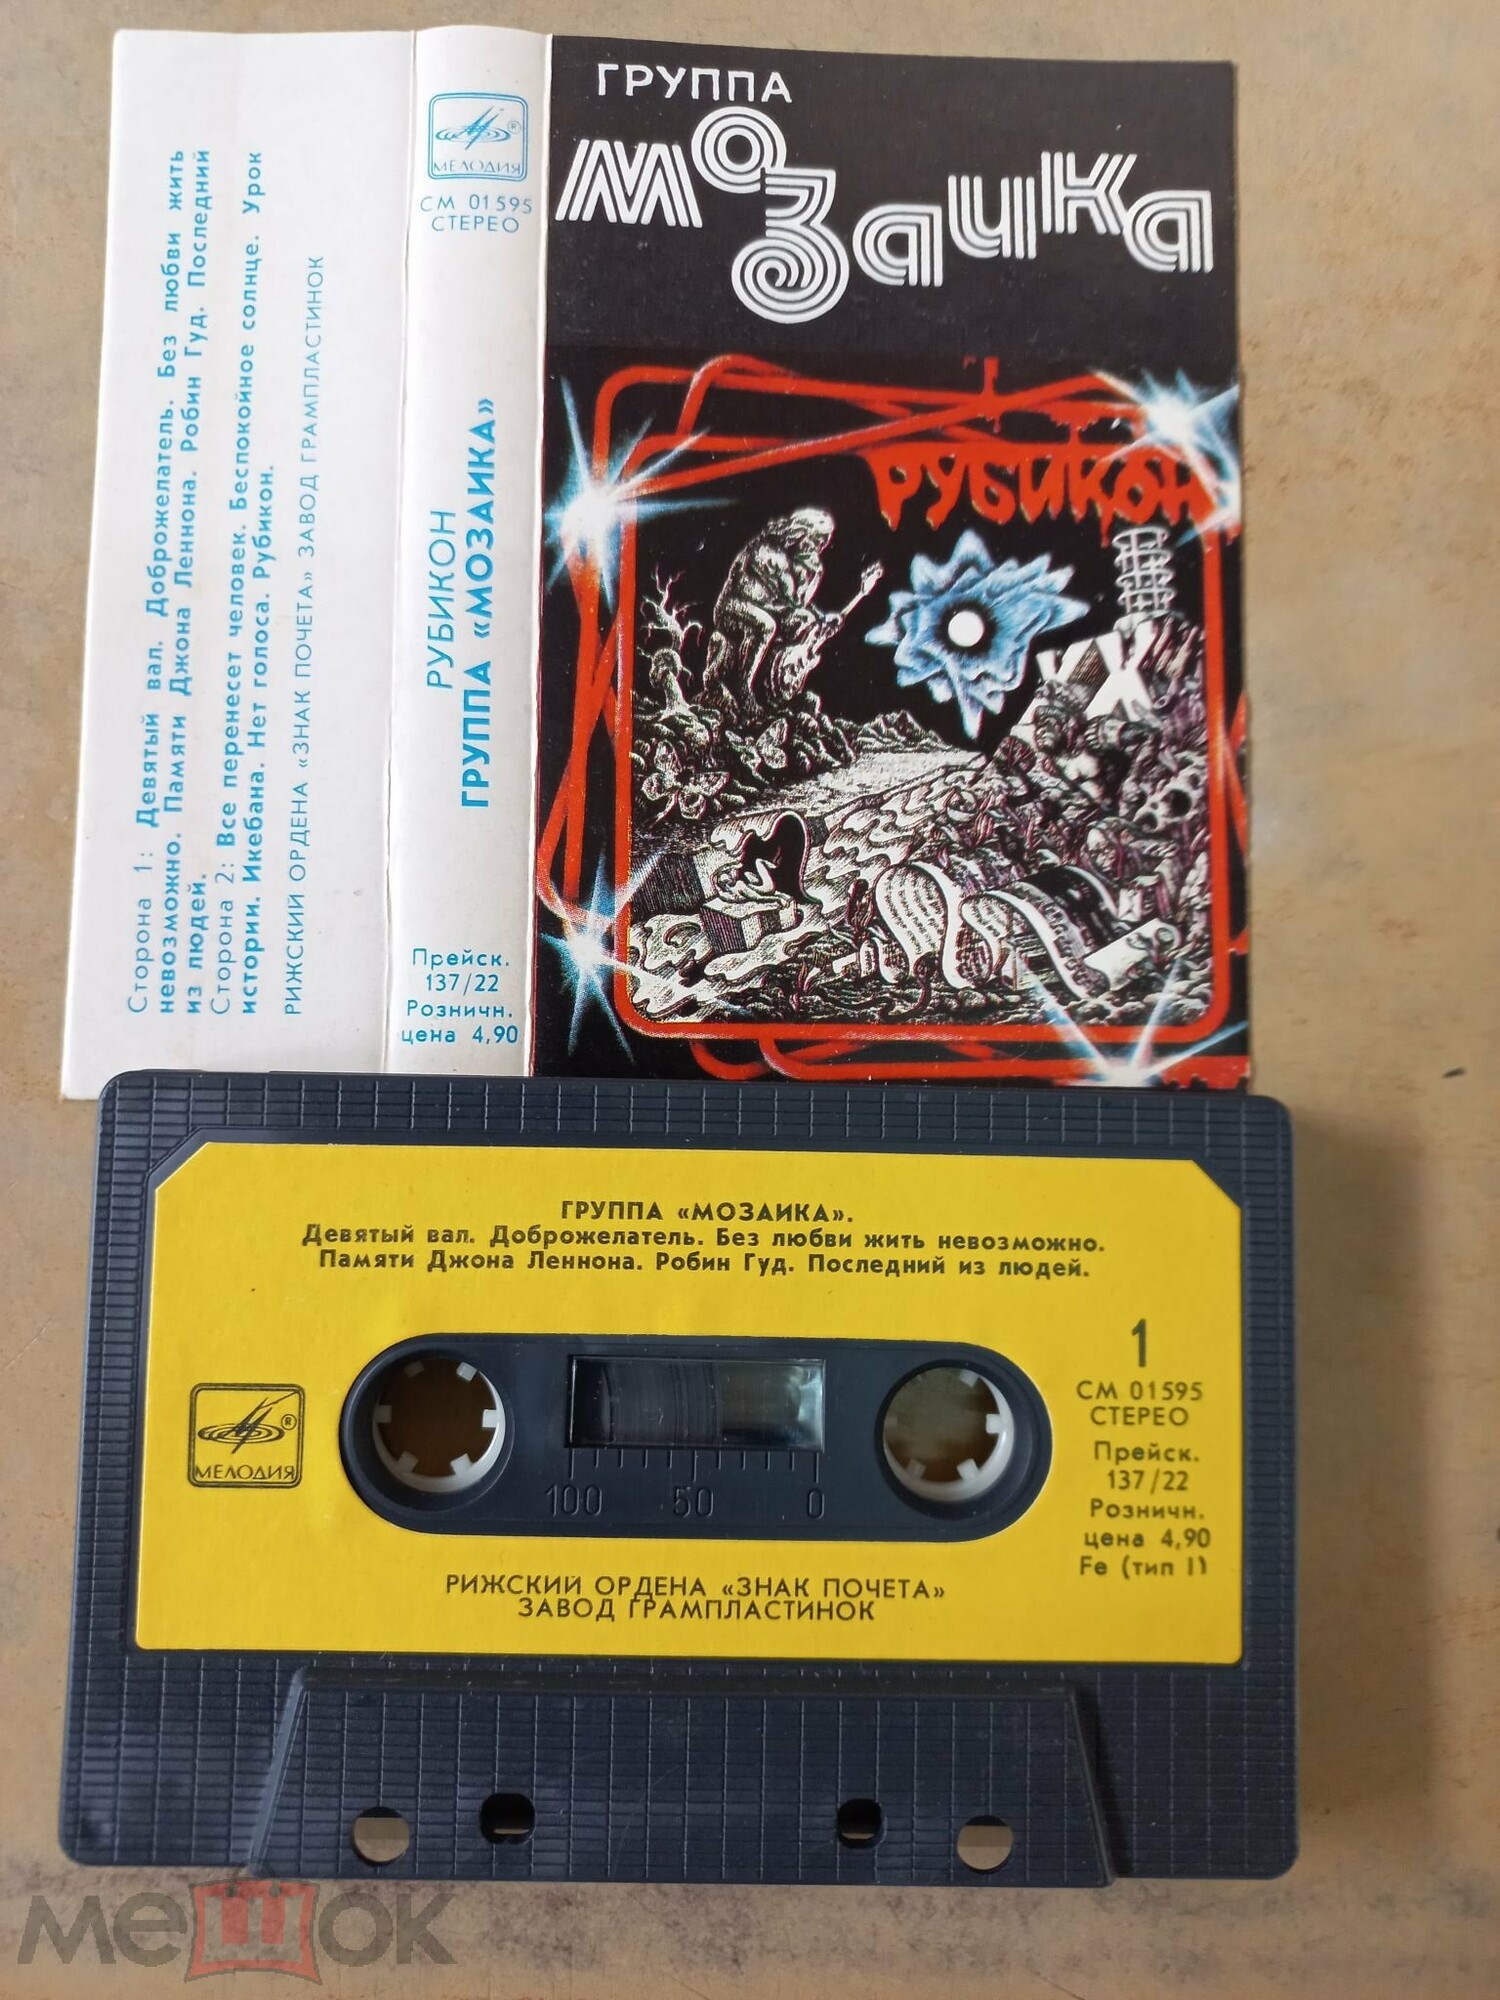 Сторона 1: Девятый вал. Доброжелатель. Без любви жить
невозможно. Памяти Джона Леннона. Робин Гуд. Последний
из людей.
Сторона 2: Все перенесет человек. Беспокойное солнце. Урок
истории. Икебана. Нет голоса. Рубикон.
РИЖСКИЙ ОРДЕНА «ЗНАК ПОЧЕТА» ЗАВОД ГРАМПЛАСТИНОК
МЕЛОДИЯ
СМ 01595
СТЕРЕО
РУБИКОН
ГРУППА «МОЗАИКА»
Прейск.
137/22
Розничн.
цена 4,90
ГРУППА
МОЗАИКА
РУБИКОН
ГРУППА «МОЗАИКА».
Девятый вал. Доброжелатель. Без любви жить невозможно.
Памяти Джона Леннона. Робин Гуд. Последний из людей.
МЕЛОДИЯ
100 50 0
1
СМ 01595
СТЕРЕО
Прейск.
137/22
Розничн.
цена 4,90
Fe (тип I)
РИЖСКИЙ ОРДЕНА «ЗНАК ПОЧЕТА»
ЗАВОД ГРАМПЛАСТИНОК
мешок